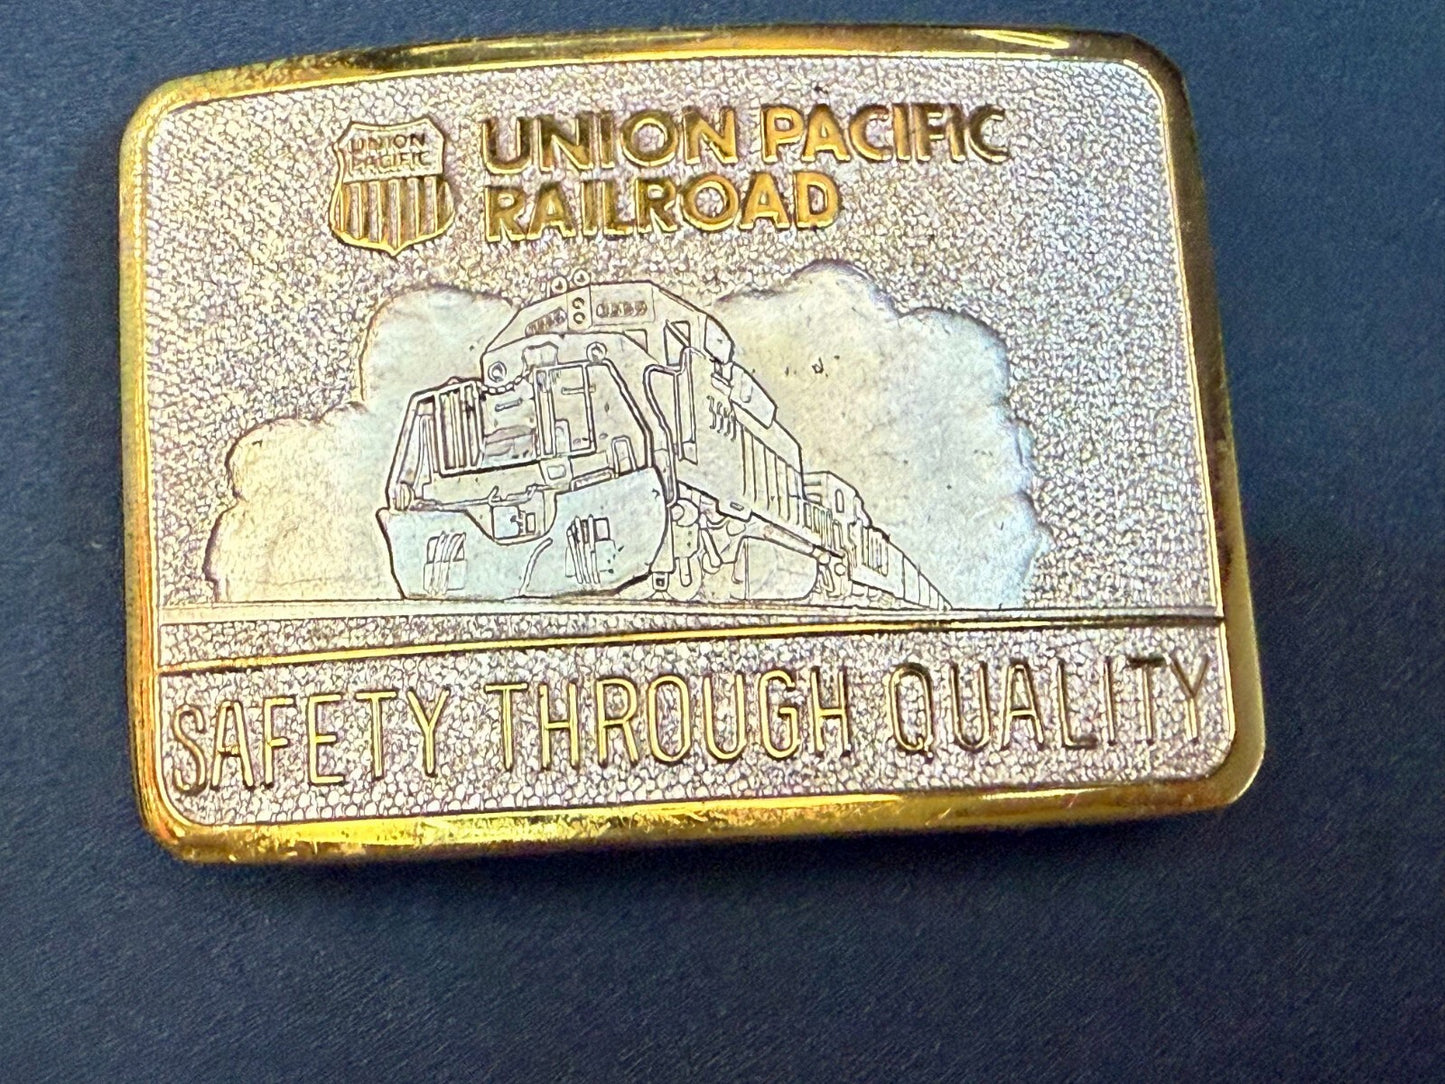 UNION
PACIFIC
UNION PACIFIC
RAILROAD
SAFETY THROUGH QUALITY